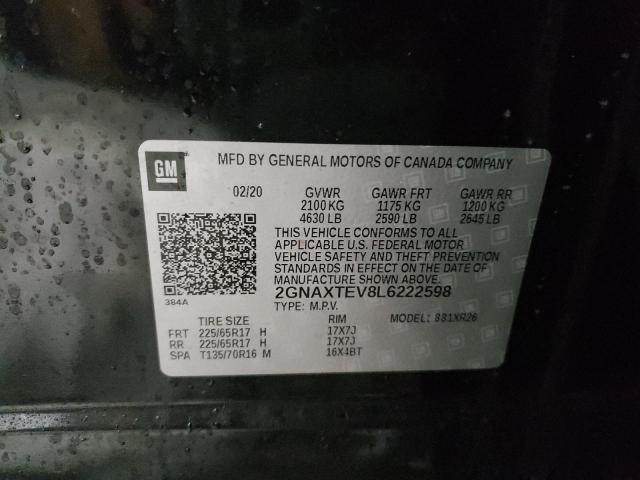 GM
MFD BY GENERAL MOTORS OF CANADA COMPANY
02/20 GVWR GAWR FRT GAWR RR
2100 KG 1175 KG 1200 KG
4630 LB 2590 LB 2645 LB
THIS VEHICLE CONFORMS TO ALL
APPLICABLE U.S. FEDERAL MOTOR
VEHICLE SAFETY AND THEFT PREVENTION
STANDARDS IN EFFECT ON THE DATE OF
MANUFACTURE SHOWN ABOVE.
384A
2GNAXTEV8L6222598
TYPE: M.P.V.
TIRE SIZE RIM MODEL: 881XR26
FRT 225/65R17 H 17X7J
RR 225/65R17 H 17X7J
SPA T135/70R16 M 16X4BT